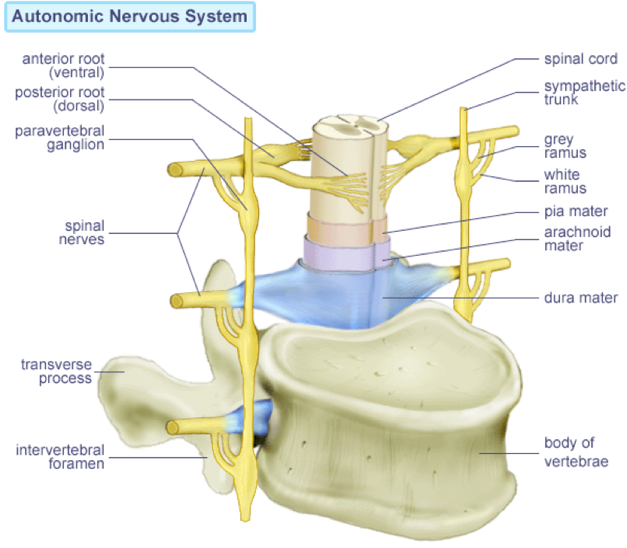 Autonomic Nervous System
anterior root
(ventral)
posterior root
(dorsal)
paravertebral
ganglion
spinal
nerves
transverse
process
intervertebral
foramen
spinal cord
sympathetic
trunk
grey
ramus
white
ramus
pia mater
arachnoid
mater
dura mater
body of
vertebrae